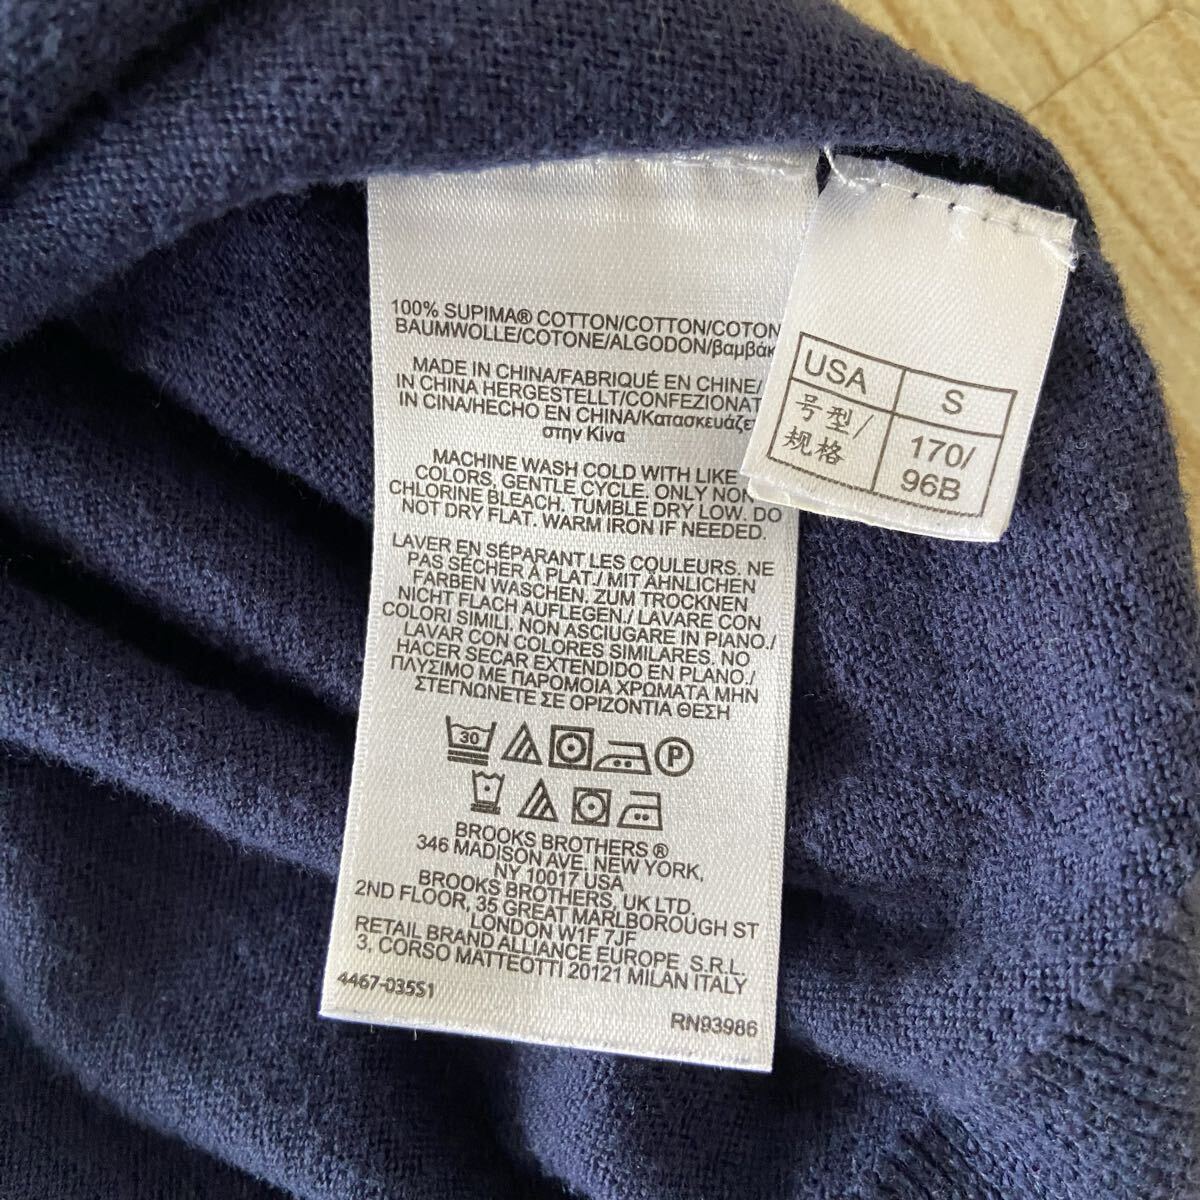 100% SUPIMA® COTTON/COTTON/COTON
BAUMWOLLE/COTONE/ALGODON/βαμβάκ
MADE IN CHINA/FABRIQUÉ EN CHINE/
IN CHINA HERGESTELLT/CONFEZIONAT
IN CINA/HECHO EN CHINA/Κατασκευάζετ
στην Κίνα
MACHINE WASH COLD WITH LIKE
COLORS, GENTLE CYCLE. ONLY NON-
CHLORINE BLEACH. TUMBLE DRY LOW. DO
NOT DRY FLAT. WARM IRON IF NEEDED.
LAVER EN SÉPARANT LES COULEURS. NE
PAS SÉCHER À PLAT./ MIT ÄHNLICHEN
FARBEN WASCHEN. ZUM TROCKNEN
NICHT FLACH AUFLEGEN./ LAVARE CON
COLORI SIMILI. NON ASCIUGARE IN PIANO./
LAVAR CON COLORES SIMILARES. NO
HACER SECAR EXTENDIDO EN PLANO./
ΠΛΥΣΙΜΟ ΜΕ ΠΑΡΟΜΟΙΑ ΧΡΩΜΑΤΑ ΜΗΝ
ΣΤΕΓΝΩΝΕΤΕ ΣΕ ΟΡΙΖΟΝΤΙΑ ΘΕΣΗ
30 P
BROOKS BROTHERS ®
346 MADISON AVE, NEW YORK,
NY 10017 USA
BROOKS BROTHERS, UK LTD.
2ND FLOOR, 35 GREAT MARLBOROUGH ST
LONDON W1F 7JF
RETAIL BRAND ALLIANCE EUROPE, S.R.L.
3, CORSO MATTEOTTI 20121 MILAN ITALY
4467-035S1
RN93986
USA S
号型/ 170/
规格 96B